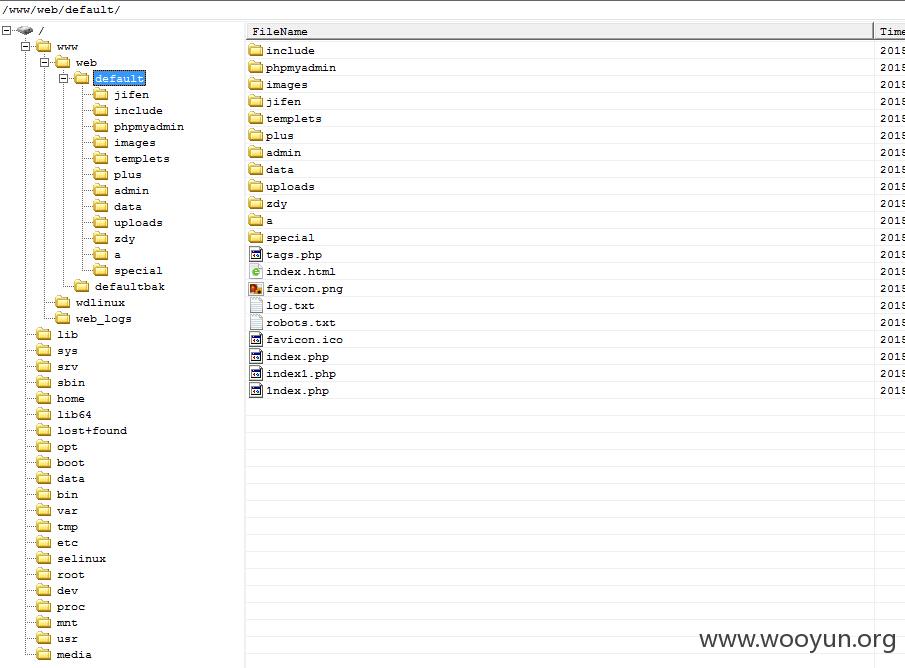 /www/web/default/
/
www
web
default
jifen
include
phpmyadmin
images
templets
plus
admin
data
uploads
zdy
a
special
defaultbak
wdlinux
web_logs
lib
sys
srv
sbin
home
lib64
lost+found
opt
boot
data
bin
var
tmp
etc
selinux
root
dev
proc
mnt
usr
media
FileName Time
include 2015
phpmyadmin 2015
images 2015
jifen 2015
templets 2015
plus 2015
admin 2015
data 2015
uploads 2015
zdy 2015
a 2015
special 2015
tags.php 2015
index.html 2015
favicon.png 2015
log.txt 2015
robots.txt 2015
favicon.ico 2015
index.php 2015
index1.php 2015
1ndex.php 2015
www.wooyun.org